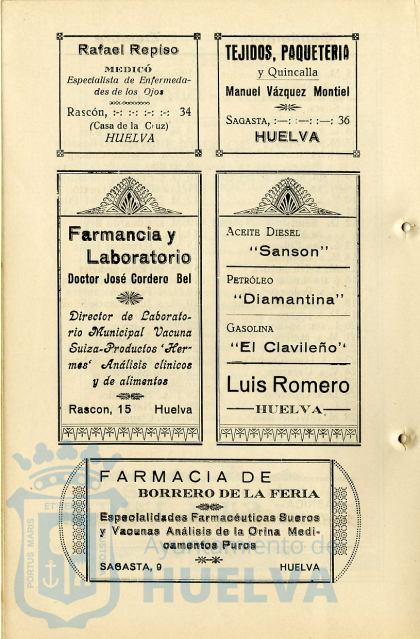 Rafael Repiso
MEDICÓ
Especialista de Enfermeda-
des de los Ojos
Rascón, :-: :-: :-: :-: 34
(Casa de la Cruz)
HUELVA
TEJIDOS, PAQUETERIA
y Quincalla
Manuel Vázquez Montiel
SAGASTA, :—: :—: :—: 36
HUELVA
Farmancia y
Laboratorio
Doctor José Cordero Bel
Director de Laborato-
rio Municipal Vacuna
Suiza-Productos 'Her-
mes' Análisis clínicos
y de alimentos
Rascon, 15 Huelva
ACEITE DIESEL
"Sanson"
PETRÓLEO
"Diamantina"
GASOLINA
"El Clavileño"
Luis Romero
HUELVA
FARMACIA DE
BORRERO DE LA FERIA
Especialidades Farmacéuticas Sueros
y Vacunas Análisis de la Orina Medi-
camentos Puros
SAGASTA, 9 HUELVA
PORTUS MARIS
Ayuntamiento de
HUELVA